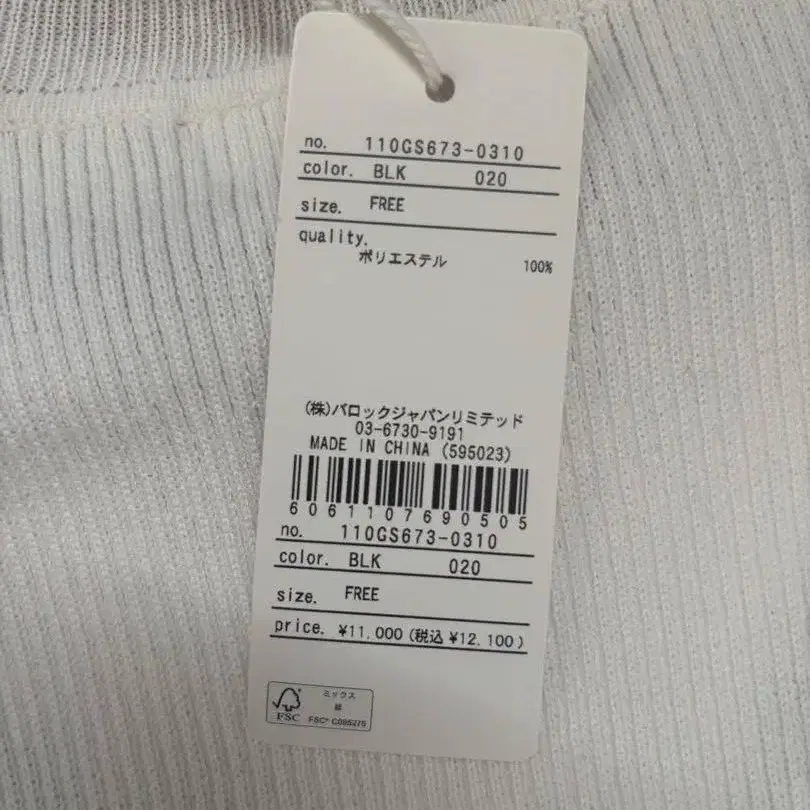 no. 110GS673-0310
color. BLK 020
size. FREE
quality.
ポリエステル 100%
(株)バロックジャパンリミテッド
03-6730-9191
MADE IN CHINA (595023)
6061107690505
no. 110GS673-0310
color. BLK 020
size. FREE
price. ¥11,000 (税込 ¥12,100)
ミックス
紙
FSC
FSC® C095275